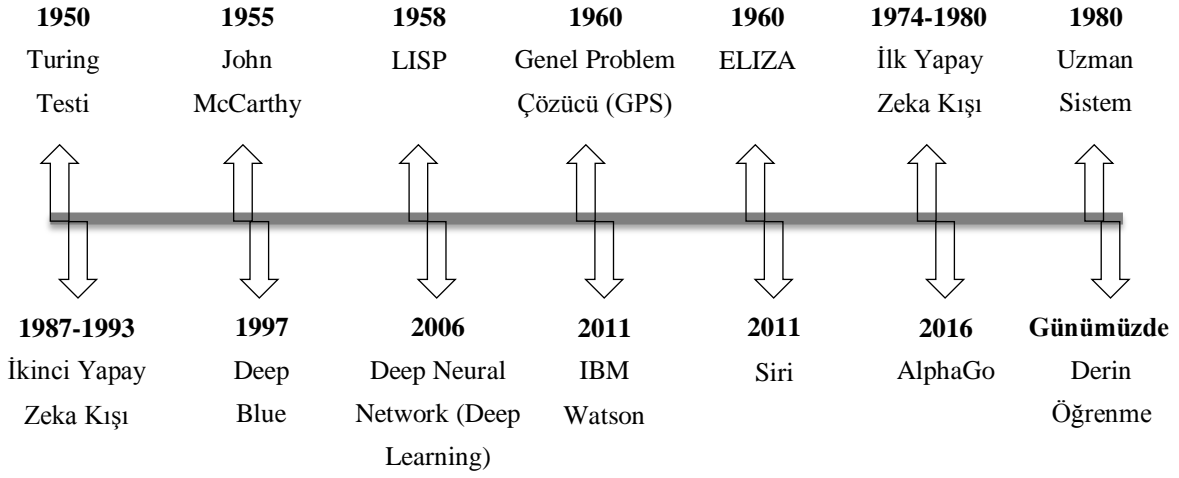 1950
Turing
Testi
1955
John
McCarthy
1958
LISP
1960
Genel Problem
Çözücü (GPS)
1960
ELIZA
1974-1980
İlk Yapay
Zeka Kışı
1980
Uzman
Sistem
1987-1993
İkinci Yapay
Zeka Kışı
1997
Deep
Blue
2006
Deep Neural
Network (Deep
Learning)
2011
IBM
Watson
2011
Siri
2016
AlphaGo
Günümüzde
Derin
Öğrenme